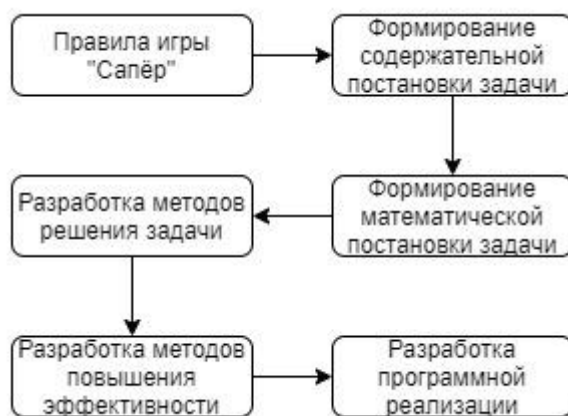 Правила игры
"Сапёр"
Формирование
содержательной
постановки задачи
Формирование
математической
постановки задачи
Разработка методов
решения задачи
Разработка методов
повышения
эффективности
Разработка
программной
реализации